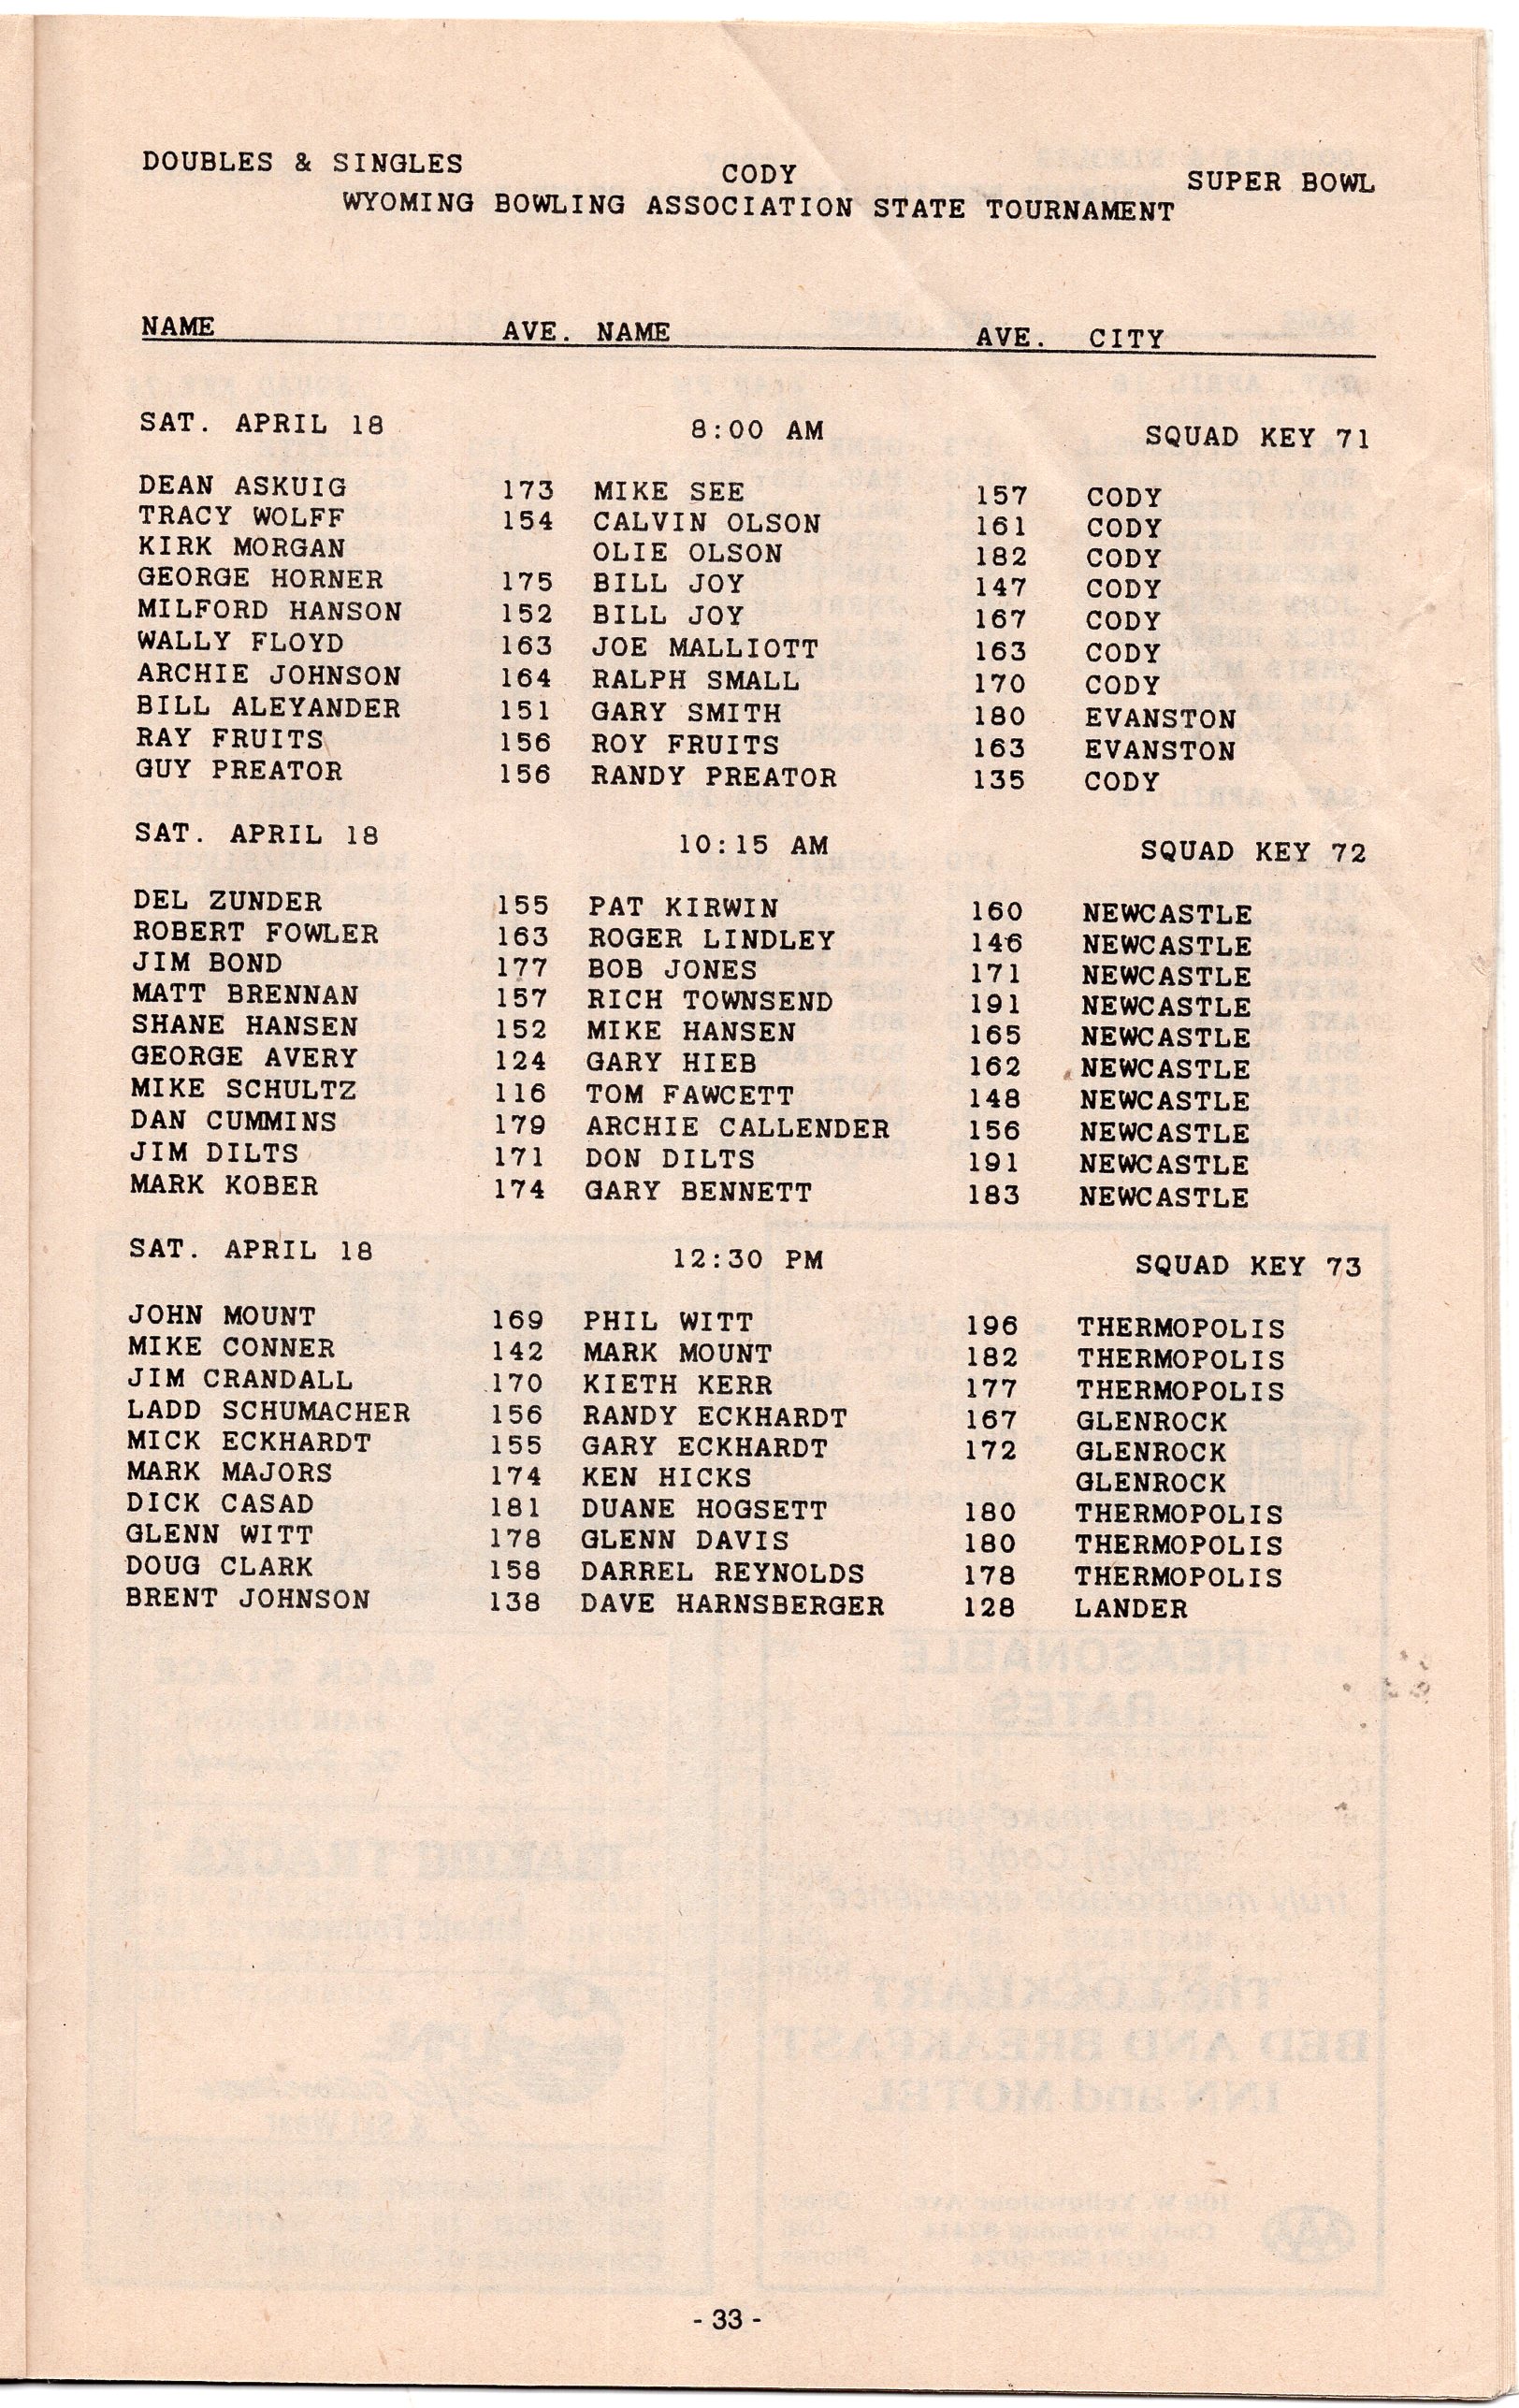 DOUBLES & SINGLES CODY SUPER BOWL
WYOMING BOWLING ASSOCIATION STATE TOURNAMENT
NAME AVE. NAME AVE. CITY
SAT. APRIL 18 8:00 AM SQUAD KEY 71
DEAN ASKUIG 173 MIKE SEE 157 CODY
TRACY WOLFF 154 CALVIN OLSON 161 CODY
KIRK MORGAN OLIE OLSON 182 CODY
GEORGE HORNER 175 BILL JOY 147 CODY
MILFORD HANSON 152 BILL JOY 167 CODY
WALLY FLOYD 163 JOE MALLIOTT 163 CODY
ARCHIE JOHNSON 164 RALPH SMALL 170 CODY
BILL ALEYANDER 151 GARY SMITH 180 EVANSTON
RAY FRUITS 156 ROY FRUITS 163 EVANSTON
GUY PREATOR 156 RANDY PREATOR 135 CODY
SAT. APRIL 18 10:15 AM SQUAD KEY 72
DEL ZUNDER 155 PAT KIRWIN 160 NEWCASTLE
ROBERT FOWLER 163 ROGER LINDLEY 146 NEWCASTLE
JIM BOND 177 BOB JONES 171 NEWCASTLE
MATT BRENNAN 157 RICH TOWNSEND 191 NEWCASTLE
SHANE HANSEN 152 MIKE HANSEN 165 NEWCASTLE
GEORGE AVERY 124 GARY HIEB 162 NEWCASTLE
MIKE SCHULTZ 116 TOM FAWCETT 148 NEWCASTLE
DAN CUMMINS 179 ARCHIE CALLENDER 156 NEWCASTLE
JIM DILTS 171 DON DILTS 191 NEWCASTLE
MARK KOBER 174 GARY BENNETT 183 NEWCASTLE
SAT. APRIL 18 12:30 PM SQUAD KEY 73
JOHN MOUNT 169 PHIL WITT 196 THERMOPOLIS
MIKE CONNER 142 MARK MOUNT 182 THERMOPOLIS
JIM CRANDALL 170 KIETH KERR 177 THERMOPOLIS
LADD SCHUMACHER 156 RANDY ECKHARDT 167 GLENROCK
MICK ECKHARDT 155 GARY ECKHARDT 172 GLENROCK
MARK MAJORS 174 KEN HICKS GLENROCK
DICK CASAD 181 DUANE HOGSETT 180 THERMOPOLIS
GLENN WITT 178 GLENN DAVIS 180 THERMOPOLIS
DOUG CLARK 158 DARREL REYNOLDS 178 THERMOPOLIS
BRENT JOHNSON 138 DAVE HARNSBERGER 128 LANDER
- 33 -